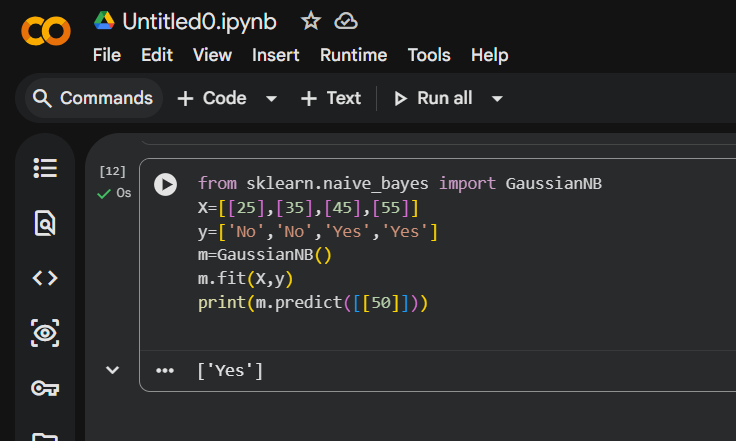 Untitled0.ipynb
File Edit View Insert Runtime Tools Help
Commands + Code + Text Run all
[12]
0s
from sklearn.naive_bayes import GaussianNB
X=[[25],[35],[45],[55]]
y=['No','No','Yes','Yes']
m=GaussianNB()
m.fit(X,y)
print(m.predict([[50]]))
['Yes']